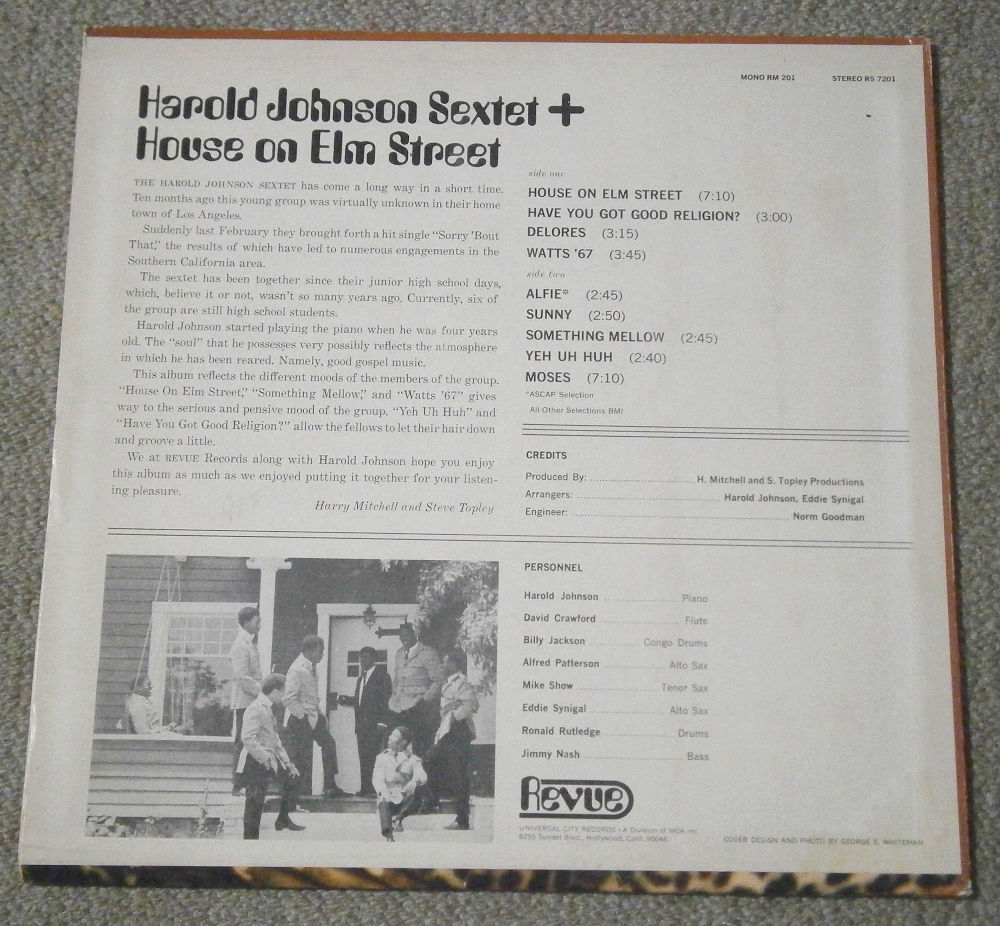 MONO RM 201 STEREO RS 7201
Harold Johnson Sextet +
House on Elm Street
THE HAROLD JOHNSON SEXTET has come a long way in a short time.
Ten months ago this young group was virtually unknown in their home
town of Los Angeles.
Suddenly last February they brought forth a hit single “Sorry 'Bout
That,” the results of which have led to numerous engagements in the
Southern California area.
The sextet has been together since their junior high school days,
which, believe it or not, wasn't so many years ago. Currently, six of
the group are still high school students.
Harold Johnson started playing the piano when he was four years
old. The “soul” that he possesses very possibly reflects the atmosphere
in which he has been reared. Namely, good gospel music.
This album reflects the different moods of the members of the group.
“House On Elm Street,” “Something Mellow,” and “Watts '67” gives
way to the serious and pensive mood of the group. “Yeh Uh Huh” and
“Have You Got Good Religion?” allow the fellows to let their hair down
and groove a little.
We at REVUE Records along with Harold Johnson hope you enjoy
this album as much as we enjoyed putting it together for your listen-
ing pleasure.
Harry Mitchell and Steve Topley
side one
HOUSE ON ELM STREET (7:10)
HAVE YOU GOT GOOD RELIGION? (3:00)
DELORES (3:15)
WATTS '67 (3:45)
side two
ALFIE* (2:45)
SUNNY (2:50)
SOMETHING MELLOW (2:45)
YEH UH HUH (2:40)
MOSES (7:10)
*ASCAP Selection
All Other Selections BMI
CREDITS
Produced By: H. Mitchell and S. Topley Productions
Arrangers: Harold Johnson, Eddie Synigal
Engineer: Norm Goodman
PERSONNEL
Harold Johnson Piano
David Crawford Flute
Billy Jackson Congo Drums
Alfred Patterson Alto Sax
Mike Show Tenor Sax
Eddie Synigal Alto Sax
Ronald Rutledge Drums
Jimmy Nash Bass
Revue
UNIVERSAL CITY RECORDS • A Division of MCA Inc.
8255 Sunset Blvd., Hollywood, Calif. 90046
COVER DESIGN AND PHOTO BY GEORGE S. WHITEMAN